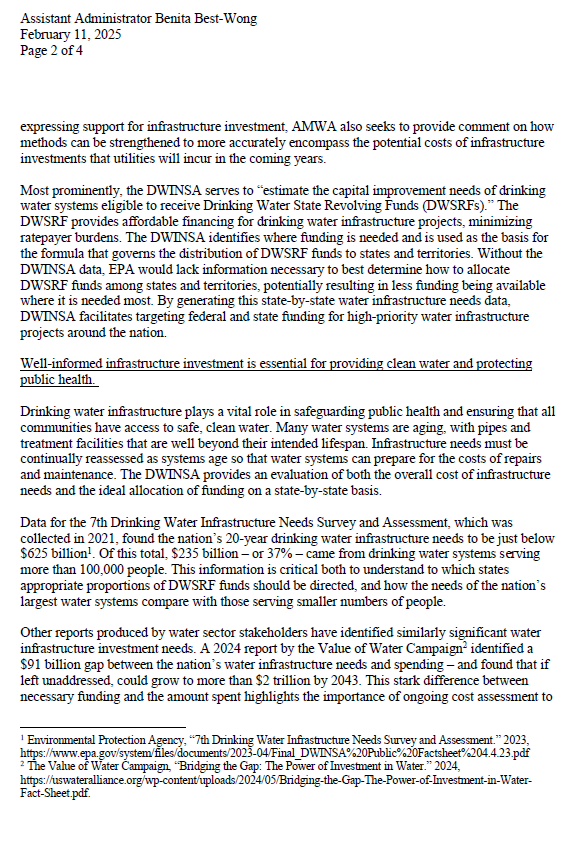 Assistant Administrator Benita Best-Wong
February 11, 2025
Page 2 of 4
expressing support for infrastructure investment, AMWA also seeks to provide comment on how
methods can be strengthened to more accurately encompass the potential costs of infrastructure
investments that utilities will incur in the coming years.
Most prominently, the DWINSA serves to “estimate the capital improvement needs of drinking
water systems eligible to receive Drinking Water State Revolving Funds (DWSRFs).” The
DWSRF provides affordable financing for drinking water infrastructure projects, minimizing
ratepayer burdens. The DWINSA identifies where funding is needed and is used as the basis for
the formula that governs the distribution of DWSRF funds to states and territories. Without the
DWINSA data, EPA would lack information necessary to best determine how to allocate
DWSRF funds among states and territories, potentially resulting in less funding being available
where it is needed most. By generating this state-by-state water infrastructure needs data,
DWINSA facilitates targeting federal and state funding for high-priority water infrastructure
projects around the nation.
Well-informed infrastructure investment is essential for providing clean water and protecting
public health.
Drinking water infrastructure plays a vital role in safeguarding public health and ensuring that all
communities have access to safe, clean water. Many water systems are aging, with pipes and
treatment facilities that are well beyond their intended lifespan. Infrastructure needs must be
continually reassessed as systems age so that water systems can prepare for the costs of repairs
and maintenance. The DWINSA provides an evaluation of both the overall cost of infrastructure
needs and the ideal allocation of funding on a state-by-state basis.
Data for the 7th Drinking Water Infrastructure Needs Survey and Assessment, which was
collected in 2021, found the nation’s 20-year drinking water infrastructure needs to be just below
$625 billion¹. Of this total, $235 billion – or 37% – came from drinking water systems serving
more than 100,000 people. This information is critical both to understand to which states
appropriate proportions of DWSRF funds should be directed, and how the needs of the nation’s
largest water systems compare with those serving smaller numbers of people.
Other reports produced by water sector stakeholders have identified similarly significant water
infrastructure investment needs. A 2024 report by the Value of Water Campaign² identified a
$91 billion gap between the nation’s water infrastructure needs and spending – and found that if
left unaddressed, could grow to more than $2 trillion by 2043. This stark difference between
necessary funding and the amount spent highlights the importance of ongoing cost assessment to
¹ Environmental Protection Agency, “7th Drinking Water Infrastructure Needs Survey and Assessment.” 2023,
https://www.epa.gov/system/files/documents/2023-04/Final_DWINSA%20Public%20Factsheet%204.4.23.pdf
² The Value of Water Campaign, “Bridging the Gap: The Power of Investment in Water.” 2024,
https://uswateralliance.org/wp-content/uploads/2024/05/Bridging-the-Gap-The-Power-of-Investment-in-Water-
Fact-Sheet.pdf.